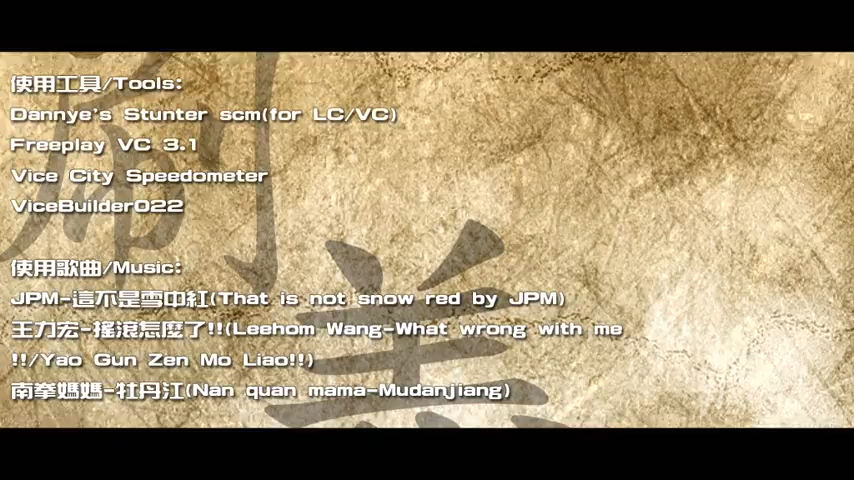 使用工具/Tools:
Dannye's Stunter scm(for LC/VC)
Freeplay VC 3.1
Vice City Speedometer
ViceBuilder022
使用歌曲/Music:
JPM-這不是雪中紅(That is not snow red by JPM)
王力宏-搖滾怎麼了!!(Leehom Wang-What wrong with me
!!/Yao Gun Zen Mo Liao!!)
南拳媽媽-牡丹江(Nan quan mama-Mudanjiang)